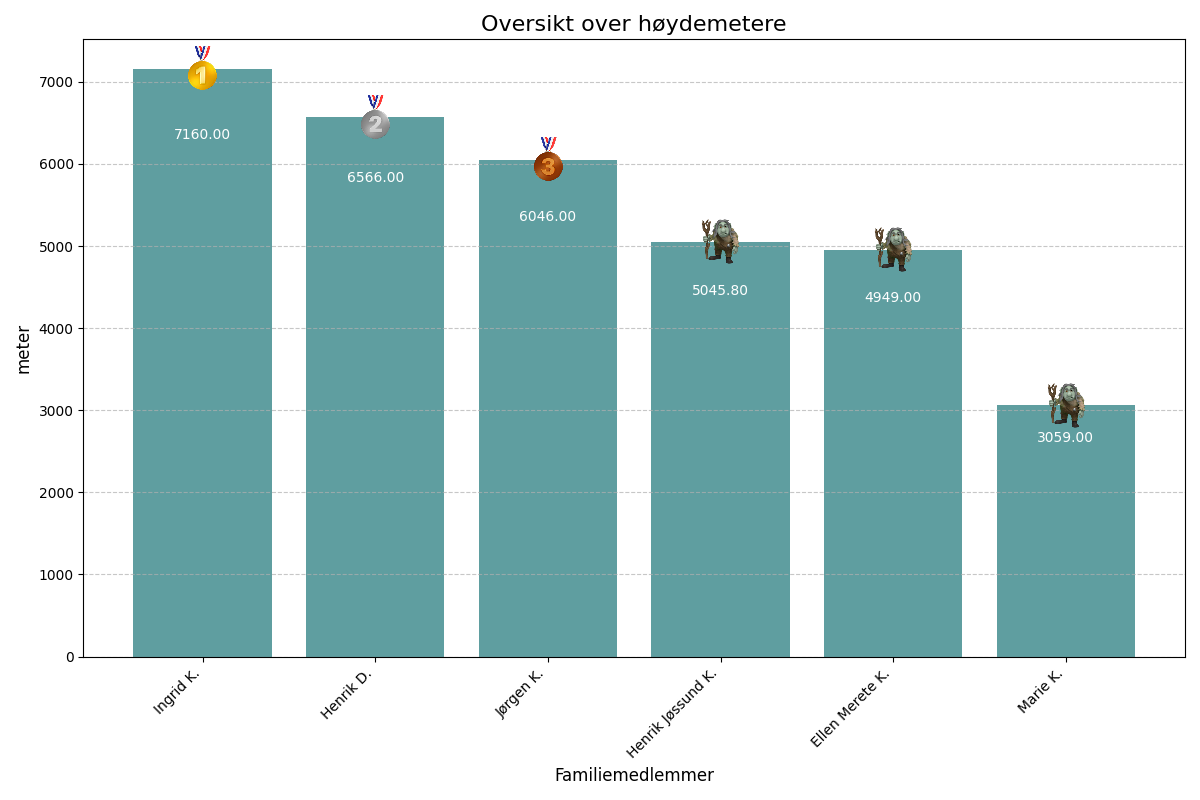 Oversikt over høydemetere
meter
7000
6000
5000
4000
3000
2000
1000
0
1
2
3
7160.00
6566.00
6046.00
5045.80
4949.00
3059.00
Ingrid K.
Henrik D.
Jørgen K.
Henrik Jøssund K.
Ellen Merete K.
Marie K.
Familiemedlemmer